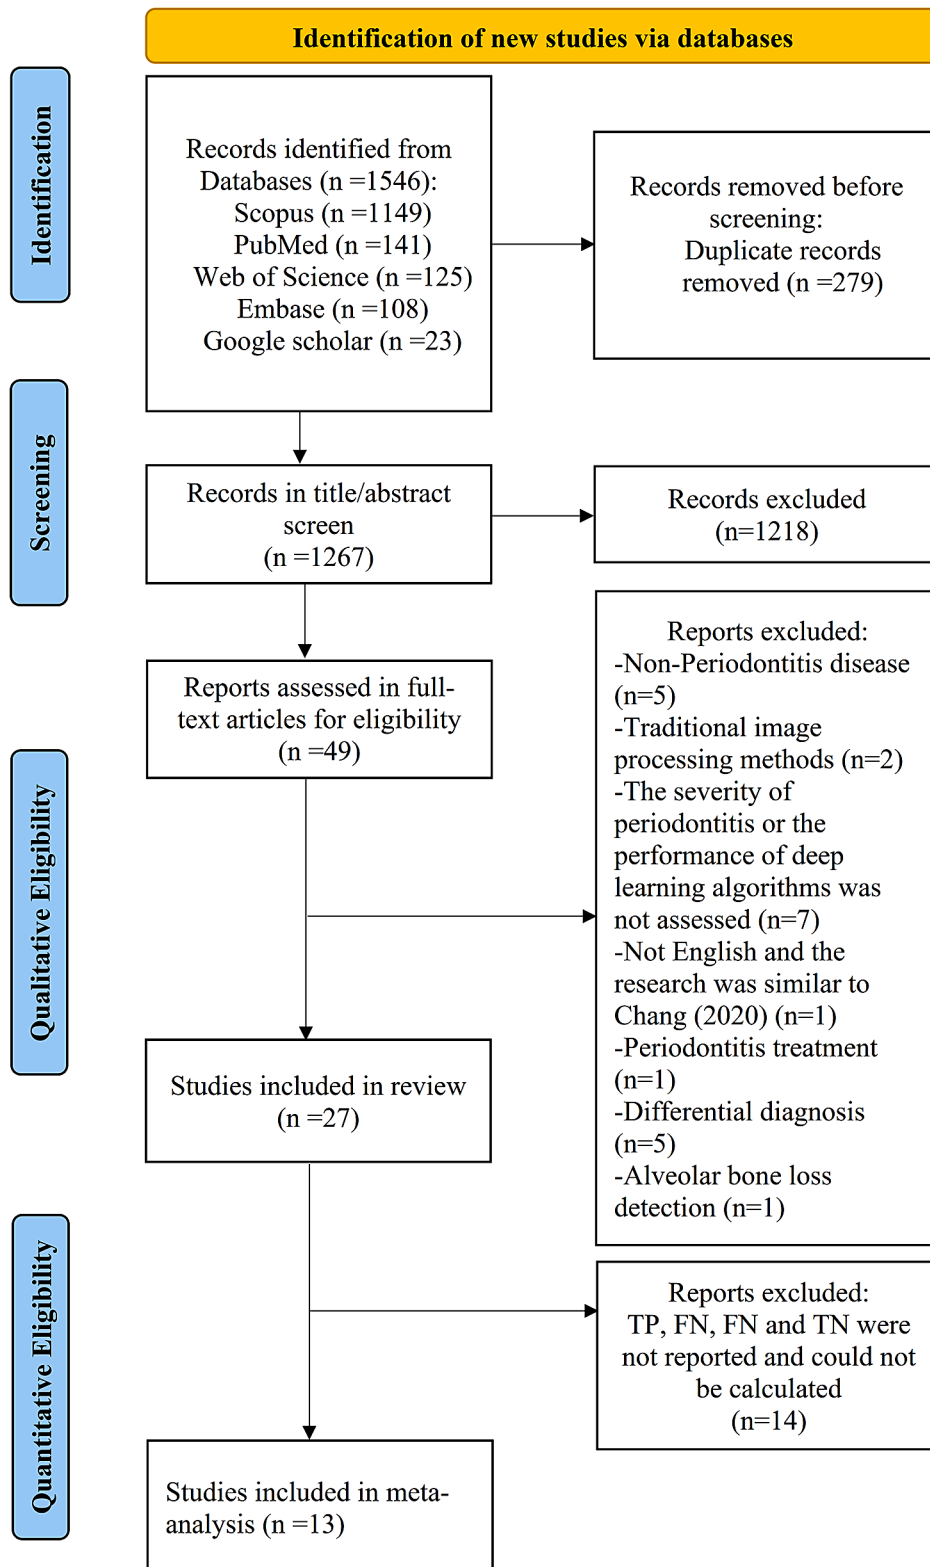 Identification of new studies via databases
Identification
Records identified from
Databases (n =1546):
Scopus (n =1149)
PubMed (n =141)
Web of Science (n =125)
Embase (n =108)
Google scholar (n =23)
Records removed before
screening:
Duplicate records
removed (n =279)
Screening
Records in title/abstract
screen
(n =1267)
Records excluded
(n=1218)
Qualitative Eligibility
Reports assessed in full-
text articles for eligibility
(n =49)
Reports excluded:
-Non-Periodontitis disease
(n=5)
-Traditional image
processing methods (n=2)
-The severity of
periodontitis or the
performance of deep
learning algorithms was
not assessed (n=7)
-Not English and the
research was similar to
Chang (2020) (n=1)
-Periodontitis treatment
(n=1)
-Differential diagnosis
(n=5)
-Alveolar bone loss
detection (n=1)
Studies included in review
(n =27)
Quantitative Eligibility
Reports excluded:
TP, FN, FN and TN were
not reported and could not
be calculated
(n=14)
Studies included in meta-
analysis (n =13)